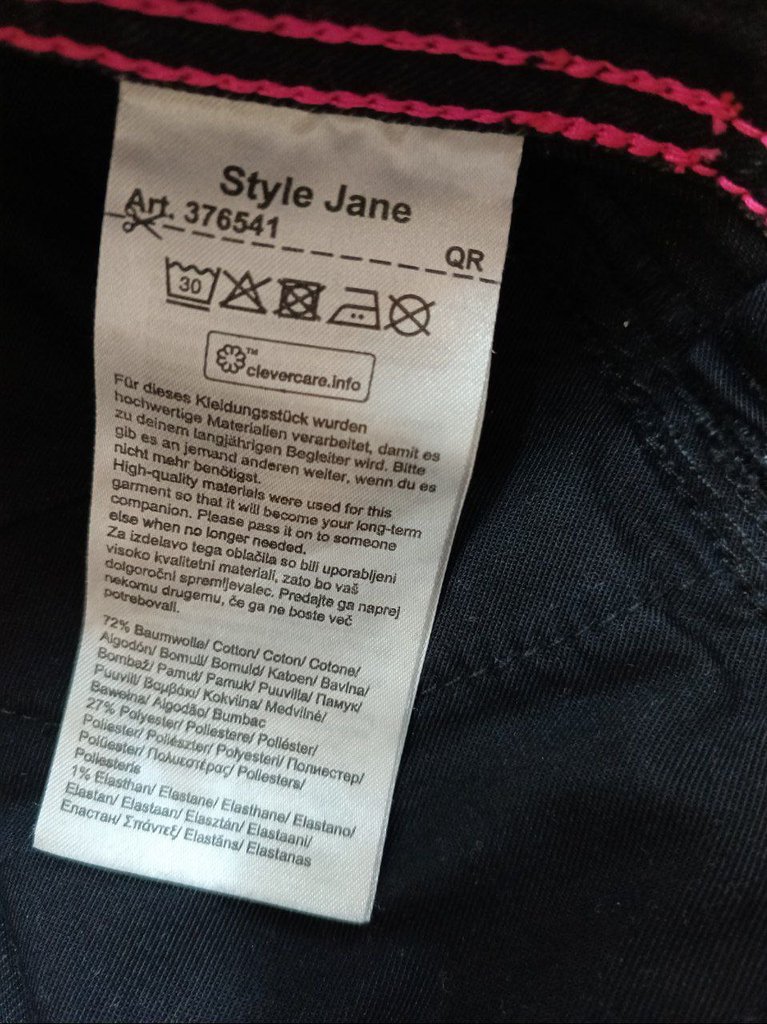 Style Jane
Art. 376541
QR
30
™
clevercare.info
Für dieses Kleidungsstück wurden
hochwertige Materialien verarbeitet, damit es
zu deinem langjährigen Begleiter wird. Bitte
gib es an jemand anderen weiter, wenn du es
nicht mehr benötigst.
High-quality materials were used for this
garment so that it will become your long-term
companion. Please pass it on to someone
else when no longer needed.
Za izdelavo tega oblačila so bili uporabljeni
visoko kvalitetni materiali, zato bo vaš
dolgoročni spremljevalec. Predajte ga naprej
nekomu drugemu, če ga ne boste več
potrebovali.
72% Baumwolle/ Cotton/ Coton/ Cotone/
Algodón/ Bomull/ Bomuld/ Katoen/ Bavlna/
Bombaž/ Pamut/ Pamuk/ Puuvilla/ Памук/
Puuvill/ Βαμβάκι/ Kokvilna/ Medvilnė/
Bawełna/ Algodão/ Bumbac
27% Polyester/ Poliestere/ Poliéster/
Poliester/ Poliészter/ Polyesteri/ Полиестер/
Polüester/ Πολυεστέρας/ Poliesters/
Poliesteris
1% Elasthan/ Elastane/ Elasthane/ Elastano/
Elastan/ Elastaan/ Elasztán/ Elastaani/
Еластан/ Σπάντεξ/ Elastāns/ Elastanas